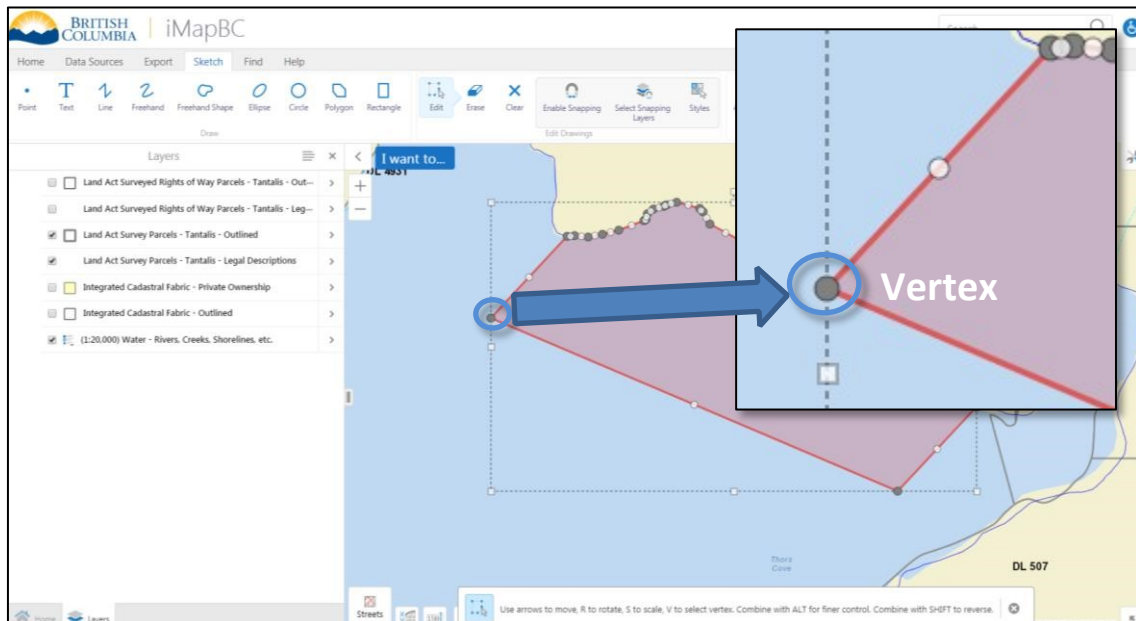 BRITISH COLUMBIA
iMapBC
Home Data Sources Export Sketch Find Help
Point Text Line Freehand Freehand Shape Ellipse Circle Polygon Rectangle Edit Erase Clear Enable Snapping Select Snapping Layers Styles
Draw Edit Drawings
Layers
I want to...
DL 4931
Land Act Surveyed Rights of Way Parcels - Tantalis - Out--
Land Act Surveyed Rights of Way Parcels - Tantalis - Leg--
Land Act Survey Parcels - Tantalis - Outlined
Land Act Survey Parcels - Tantalis - Legal Descriptions
Integrated Cadastral Fabric - Private Ownership
Integrated Cadastral Fabric - Outlined
(1:20,000) Water - Rivers, Creeks, Shorelines, etc.
Vertex
Cove
DL 507
Streets
Use arrows to move, R to rotate, S to scale, V to select vertex. Combine with ALT for finer control. Combine with SHIFT to reverse.
Home Layers